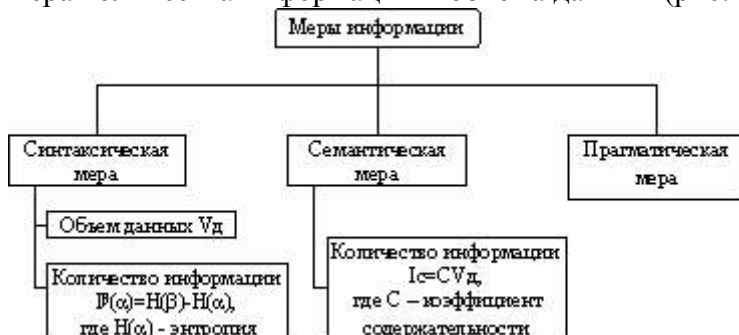 Меры информации
Синтаксическая
мера
Семантическая
мера
Прагматическая
мера
Объем данных Vд
Количество информации
Iβ(α)=H(β)-H(α),
где H(α) - энтропия
Количество информации
Ic=CVд,
где C – коэффициент
содержательности